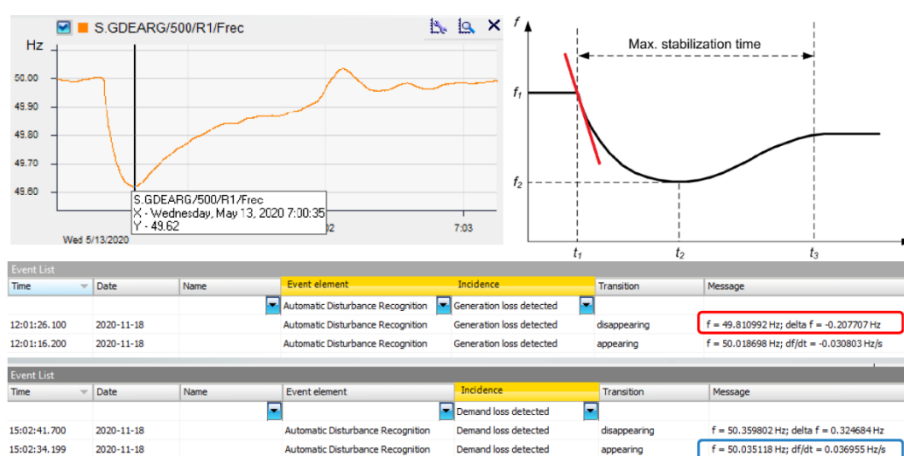 S.GDEARG/500/R1/Frec
Hz
50.00
49.90
49.80
49.70
49.60
S.GDEARG/500/R1/Frec
X - Wednesday, May 13, 2020 7:00:35
Y - 49.62
02
7:03
Wed 5/13/2020
f
Max. stabilization time
f1
f2
t1
t2
t3
Event List
Time Date Name Event element Incidence Transition Message
Automatic Disturbance Recognition Generation loss detected
12:01:26.100 2020-11-18 Automatic Disturbance Recognition Generation loss detected disappearing f = 49.810992 Hz; delta f = -0.207707 Hz
12:01:16.200 2020-11-18 Automatic Disturbance Recognition Generation loss detected appearing f = 50.018698 Hz; df/dt = -0.030803 Hz/s
Event List
Time Date Name Event element Incidence Transition Message
Demand loss detected
15:02:41.700 2020-11-18 Automatic Disturbance Recognition Demand loss detected disappearing f = 50.359802 Hz; delta f = 0.324684 Hz
15:02:34.199 2020-11-18 Automatic Disturbance Recognition Demand loss detected appearing f = 50.035118 Hz; df/dt = 0.036955 Hz/s